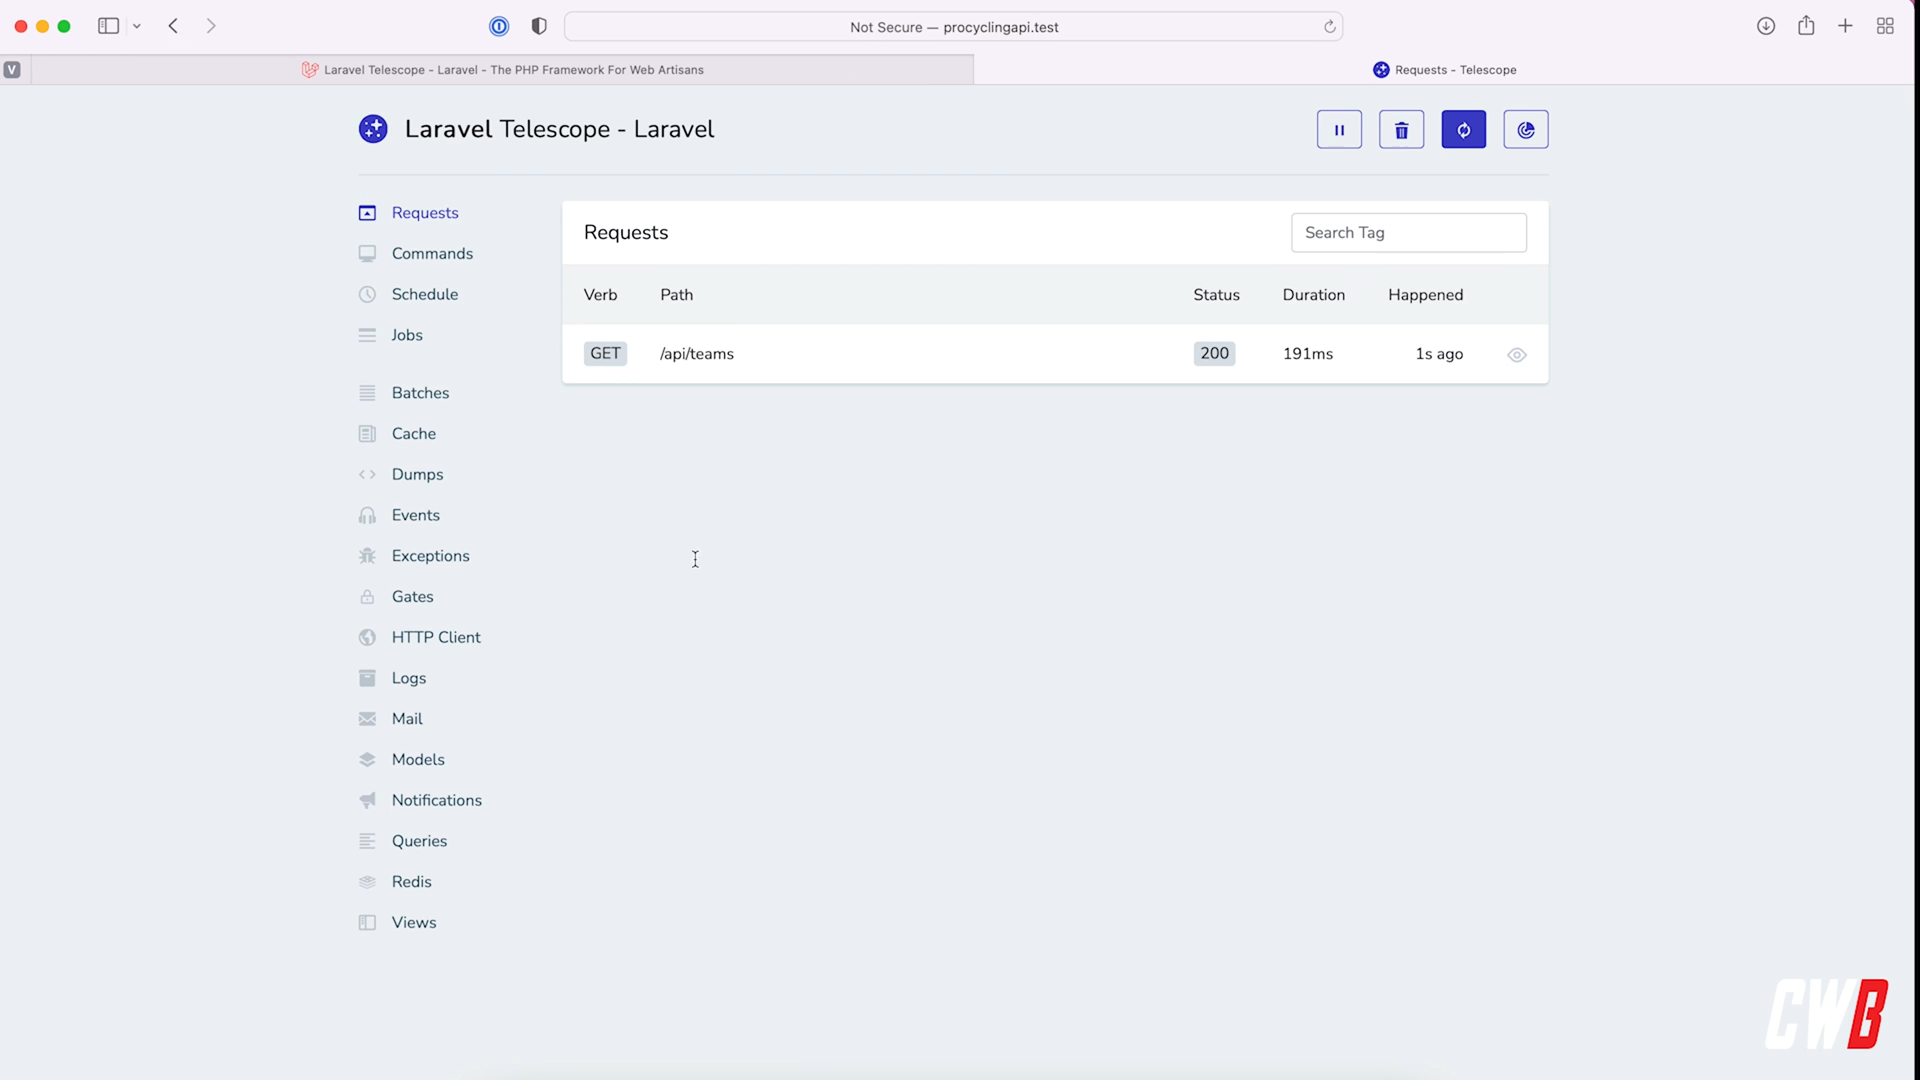 Not Secure — procyclingapi.test
V
Laravel Telescope - Laravel - The PHP Framework For Web Artisans
Requests - Telescope
Laravel Telescope - Laravel
Requests
Commands
Schedule
Jobs
Batches
Cache
Dumps
Events
Exceptions
Gates
HTTP Client
Logs
Mail
Models
Notifications
Queries
Redis
Views
Requests
Search Tag
Verb Path Status Duration Happened
GET /api/teams 200 191ms 1s ago
CWB